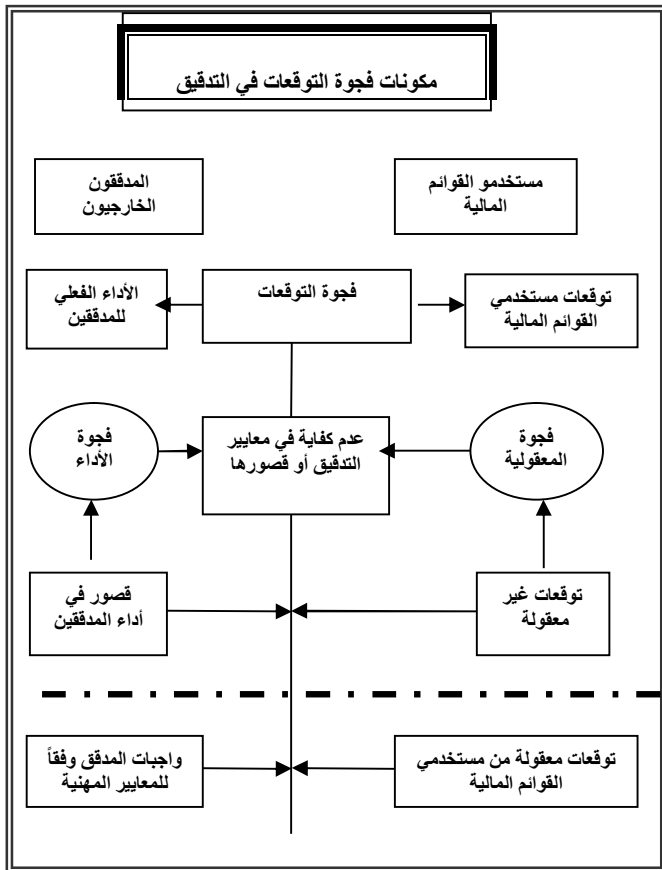 مكونات فجوة التوقعات في التدقيق
مستخدمو القوائم
المالية
المدققون
الخارجيون
توقعات مستخدمي
القوائم المالية
فجوة التوقعات
الأداء الفعلي
للمدققين
فجوة
المعقولية
عدم كفاية في معايير
التدقيق أو قصورها
فجوة
الأداء
توقعات غير
معقولة
قصور في
أداء المدققين
توقعات معقولة من مستخدمي
القوائم المالية
واجبات المدقق وفقاً
للمعايير المهنية